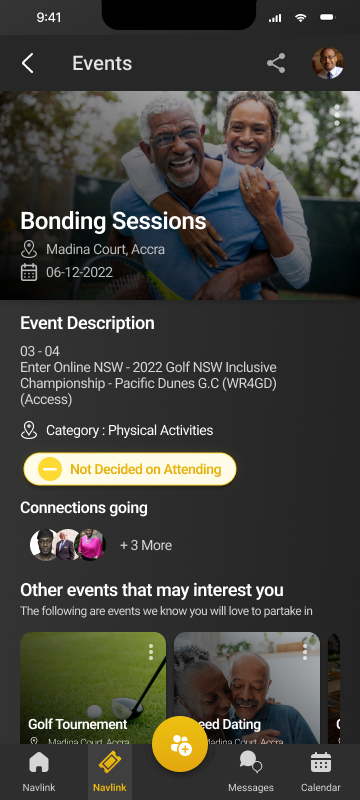 9:41
Events
Bonding Sessions
Madina Court, Accra
06-12-2022
Event Description
03 - 04
Enter Online NSW - 2022 Golf NSW Inclusive
Championship - Pacific Dunes G.C (WR4GD)
(Access)
Category : Physical Activities
Not Decided on Attending
Connections going
+ 3 More
Other events that may interest you
The following are events we know you will love to partake in
Golf Tournement
eed Dating
Madina Court, Accra
Madina Court, Accra
Navlink
Navlink
Messages
Calendar